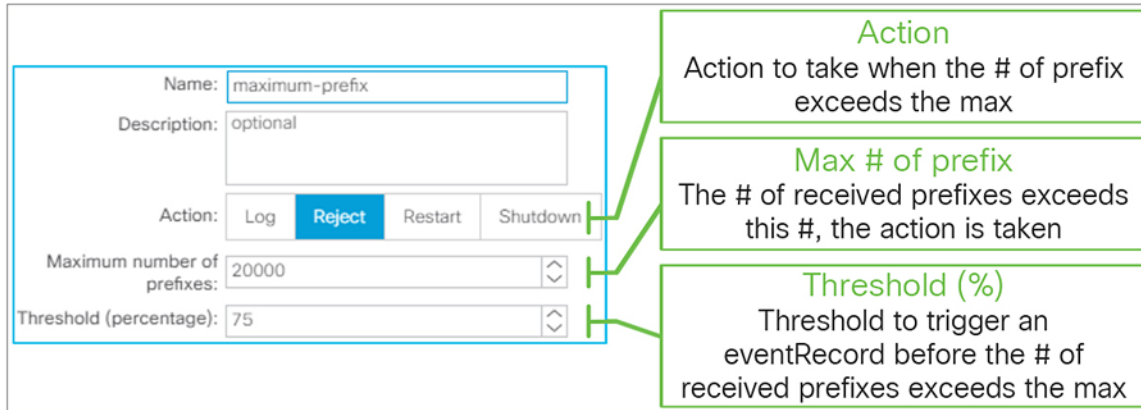 Name: maximum-prefix
Description: optional
Action: Log Reject Restart Shutdown
Maximum number of
prefixes: 20000
Threshold (percentage): 75
Action
Action to take when the # of prefix
exceeds the max
Max # of prefix
The # of received prefixes exceeds
this #, the action is taken
Threshold (%)
Threshold to trigger an
eventRecord before the # of
received prefixes exceeds the max